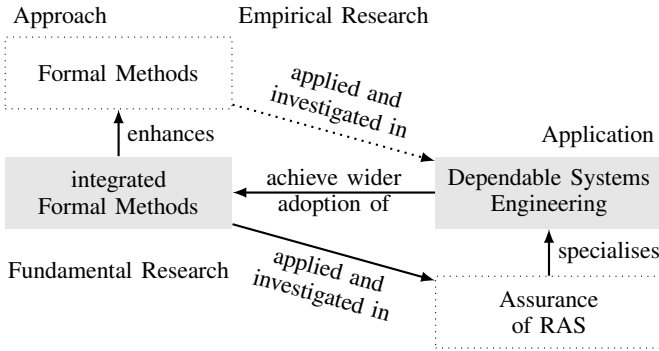 Approach
Empirical Research
Formal Methods
applied and
investigated in
enhances
Application
integrated
Formal Methods
achieve wider
adoption of
Dependable Systems
Engineering
specialises
Fundamental Research
applied and
investigated in
Assurance
of RAS